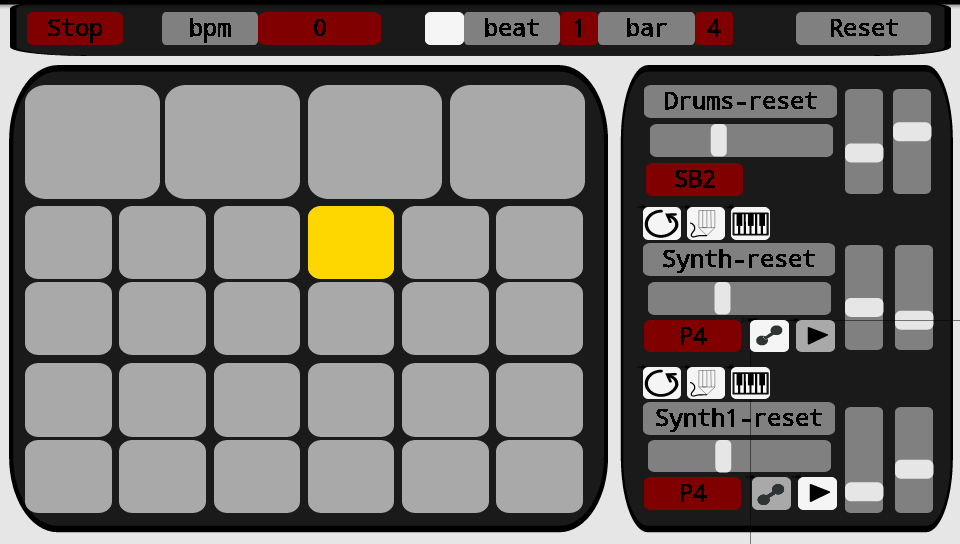 Stop bpm 0 beat 1 bar 4 Reset
Drums-reset
SB2
Synth-reset
P4
Synth1-reset
P4